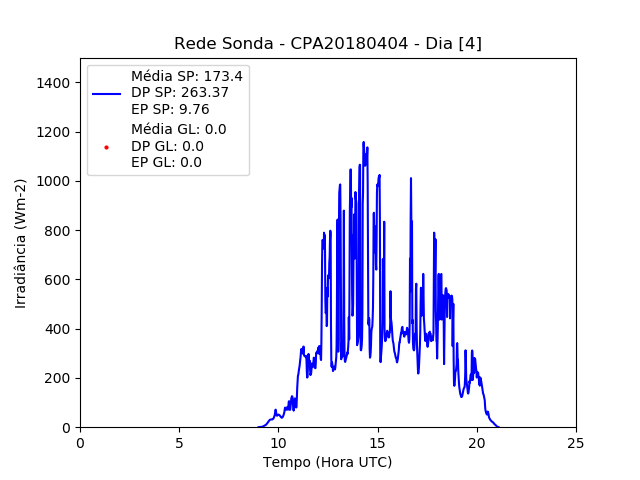 Rede Sonda - CPA20180404 - Dia [4]
Média SP: 173.4
DP SP: 263.37
EP SP: 9.76
Média GL: 0.0
DP GL: 0.0
EP GL: 0.0
Irradiância (Wm-2)
1400
1200
1000
800
600
400
200
0
0 5 10 15 20 25
Tempo (Hora UTC)